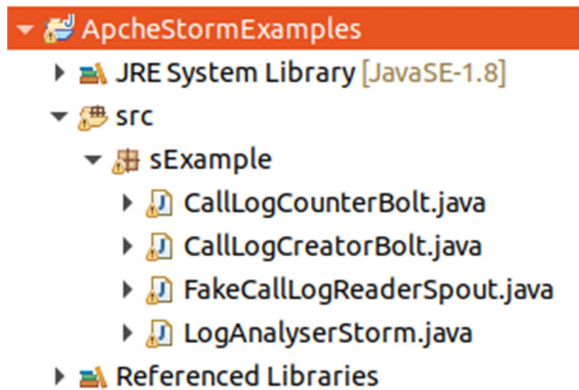 ApcheStormExamples
JRE System Library [JavaSE-1.8]
src
sExample
CallLogCounterBolt.java
CallLogCreatorBolt.java
FakeCallLogReaderSpout.java
LogAnalyserStorm.java
Referenced Libraries